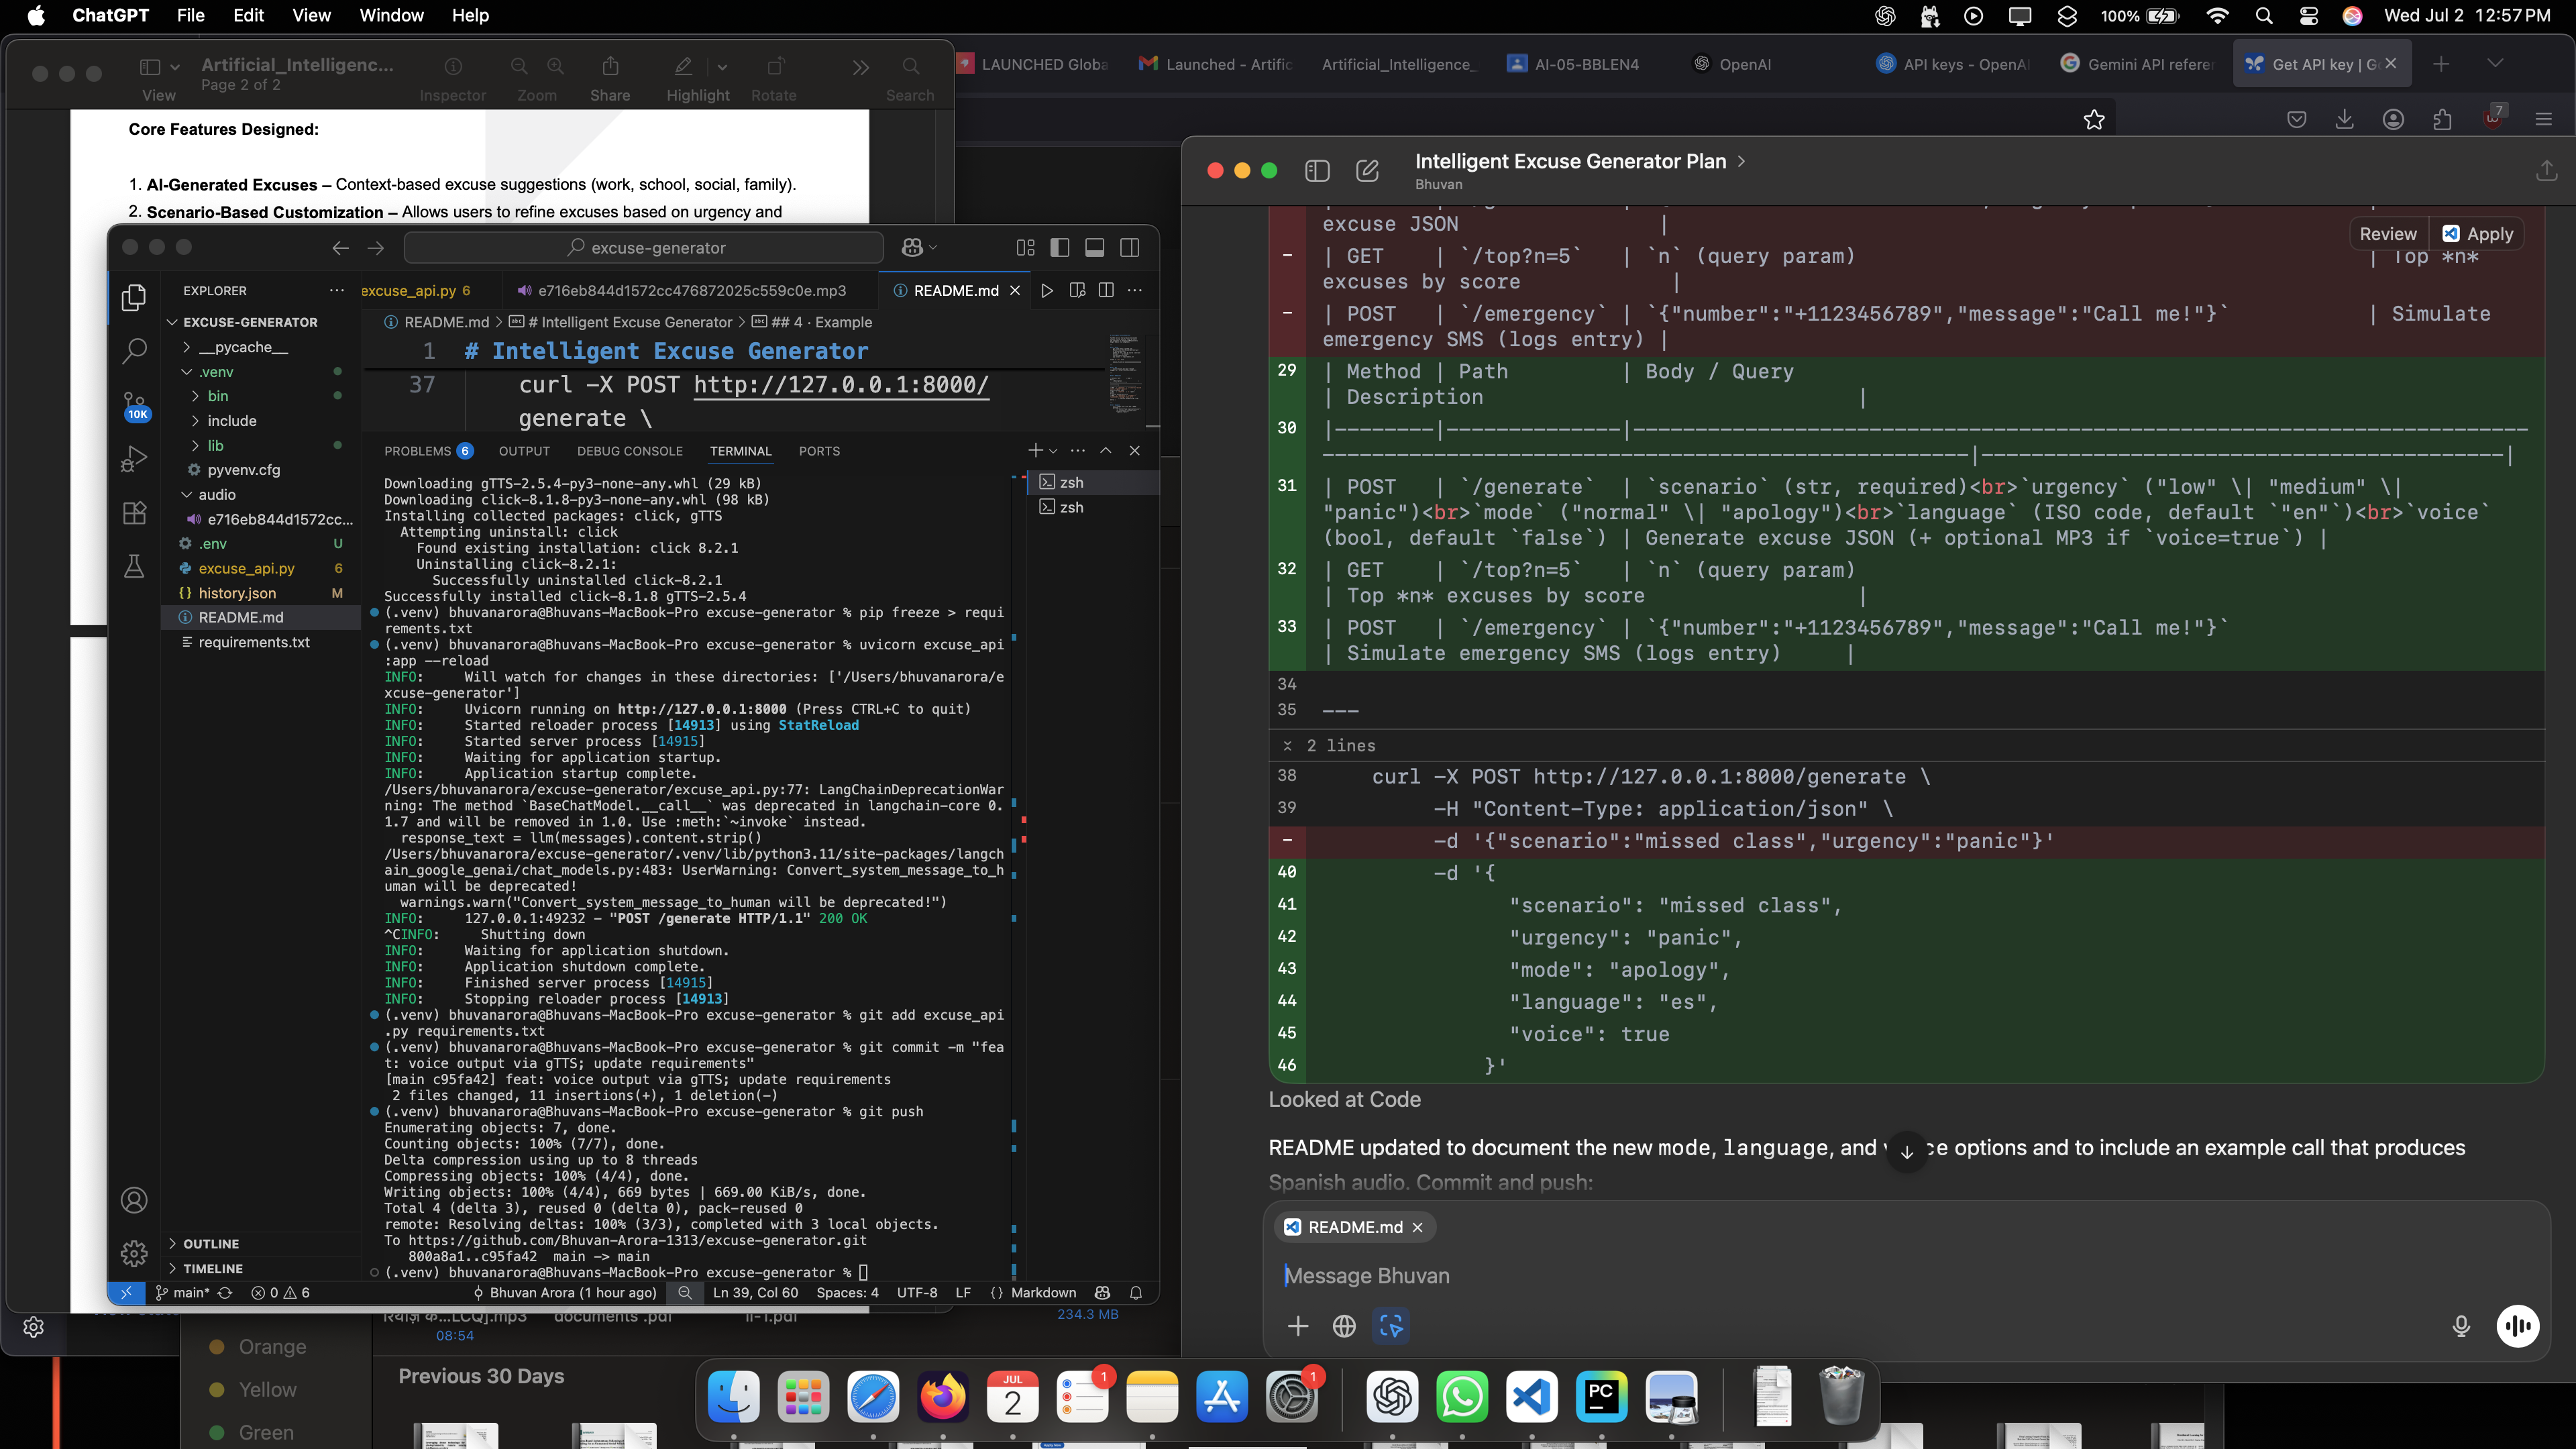 ChatGPT File Edit View Window Help
100% Wed Jul 2 12:57 PM
Artificial_Intelligenc...
Page 2 of 2
View Inspector Zoom Share Highlight Rotate Search
LAUNCHED Globa Launched - Artific Artificial_Intelligence_ AI-05-BBLEN4 OpenAI API keys - OpenAI Gemini API referen Get API key | G
7
Core Features Designed:
1. AI-Generated Excuses – Context-based excuse suggestions (work, school, social, family).
2. Scenario-Based Customization – Allows users to refine excuses based on urgency and
excuse-generator
EXPLORER
EXCUSE-GENERATOR
__pycache__
.venv
bin
include
lib
pyvenv.cfg
audio
e716eb844d1572cc...
.env U
excuse_api.py 6
history.json M
README.md
requirements.txt
OUTLINE
TIMELINE
10K
excuse_api.py 6 e716eb844d1572cc476872025c559c0e.mp3 README.md
README.md > # Intelligent Excuse Generator > ## 4 · Example
1 # Intelligent Excuse Generator
37 curl -X POST http://127.0.0.1:8000/
generate \
PROBLEMS 6 OUTPUT DEBUG CONSOLE TERMINAL PORTS
zsh
zsh
Downloading gTTS-2.5.4-py3-none-any.whl (29 kB)
Downloading click-8.1.8-py3-none-any.whl (98 kB)
Installing collected packages: click, gTTS
Attempting uninstall: click
Found existing installation: click 8.2.1
Uninstalling click-8.2.1:
Successfully uninstalled click-8.2.1
Successfully installed click-8.1.8 gTTS-2.5.4
(.venv) bhuvanarora@Bhuvans-MacBook-Pro excuse-generator % pip freeze > requi
rements.txt
(.venv) bhuvanarora@Bhuvans-MacBook-Pro excuse-generator % uvicorn excuse_api
:app --reload
INFO: Will watch for changes in these directories: ['/Users/bhuvanarora/e
xcuse-generator']
INFO: Uvicorn running on http://127.0.0.1:8000 (Press CTRL+C to quit)
INFO: Started reloader process [14913] using StatReload
INFO: Started server process [14915]
INFO: Waiting for application startup.
INFO: Application startup complete.
/Users/bhuvanarora/excuse-generator/excuse_api.py:77: LangChainDeprecationWar
ning: The method `BaseChatModel.__call__` was deprecated in langchain-core 0.
1.7 and will be removed in 1.0. Use :meth:`~invoke` instead.
response_text = llm(messages).content.strip()
/Users/bhuvanarora/excuse-generator/.venv/lib/python3.11/site-packages/langch
ain_google_genai/chat_models.py:483: UserWarning: Convert_system_message_to_h
uman will be deprecated!
warnings.warn("Convert_system_message_to_human will be deprecated!")
INFO: 127.0.0.1:49232 - "POST /generate HTTP/1.1" 200 OK
^CINFO: Shutting down
INFO: Waiting for application shutdown.
INFO: Application shutdown complete.
INFO: Finished server process [14915]
INFO: Stopping reloader process [14913]
(.venv) bhuvanarora@Bhuvans-MacBook-Pro excuse-generator % git add excuse_api
.py requirements.txt
(.venv) bhuvanarora@Bhuvans-MacBook-Pro excuse-generator % git commit -m "fea
t: voice output via gTTS; update requirements"
[main c95fa42] feat: voice output via gTTS; update requirements
2 files changed, 11 insertions(+), 1 deletion(-)
(.venv) bhuvanarora@Bhuvans-MacBook-Pro excuse-generator % git push
Enumerating objects: 7, done.
Counting objects: 100% (7/7), done.
Delta compression using up to 8 threads
Compressing objects: 100% (4/4), done.
Writing objects: 100% (4/4), 669 bytes | 669.00 KiB/s, done.
Total 4 (delta 3), reused 0 (delta 0), pack-reused 0
remote: Resolving deltas: 100% (3/3), completed with 3 local objects.
To https://github.com/Bhuvan-Arora-1313/excuse-generator.git
800a8a1..c95fa42 main -> main
(.venv) bhuvanarora@Bhuvans-MacBook-Pro excuse-generator %
main* 0 6 Bhuvan Arora (1 hour ago) Ln 39, Col 60 Spaces: 4 UTF-8 LF {} Markdown
LCQ].mp3 documents .pdf II-1.pdf 234.3 MB
08:54
Orange
Yellow
Green
Previous 30 Days
Intelligent Excuse Generator Plan >
Bhuvan
Review Apply
excuse JSON |
- | GET | `/top?n=5` | `n` (query param) | Top *n*
excuses by score |
- | POST | `/emergency` | `{"number":"+1123456789","message":"Call me!"}` | Simulate
emergency SMS (logs entry) |
29 | Method | Path | Body / Query
| Description |
30 |--------|--------------|------------------------------------------------------------------------
----------------------------------------------------|------------------------------------------|
31 | POST | `/generate` | `scenario` (str, required)<br>`urgency` ("low" \| "medium" \|
"panic")<br>`mode` ("normal" \| "apology")<br>`language` (ISO code, default `"en"`)<br>`voice`
(bool, default `false`) | Generate excuse JSON (+ optional MP3 if `voice=true`) |
32 | GET | `/top?n=5` | `n` (query param)
| Top *n* excuses by score |
33 | POST | `/emergency` | `{"number":"+1123456789","message":"Call me!"}`
| Simulate emergency SMS (logs entry) |
34
35 ---
2 lines
38 curl -X POST http://127.0.0.1:8000/generate \
39 -H "Content-Type: application/json" \
- -d '{"scenario":"missed class","urgency":"panic"}'
40 -d '{
41 "scenario": "missed class",
42 "urgency": "panic",
43 "mode": "apology",
44 "language": "es",
45 "voice": true
46 }'
Looked at Code
README updated to document the new mode, language, and v ce options and to include an example call that produces
Spanish audio. Commit and push:
README.md
Message Bhuvan
JUL
2
1
1
PC